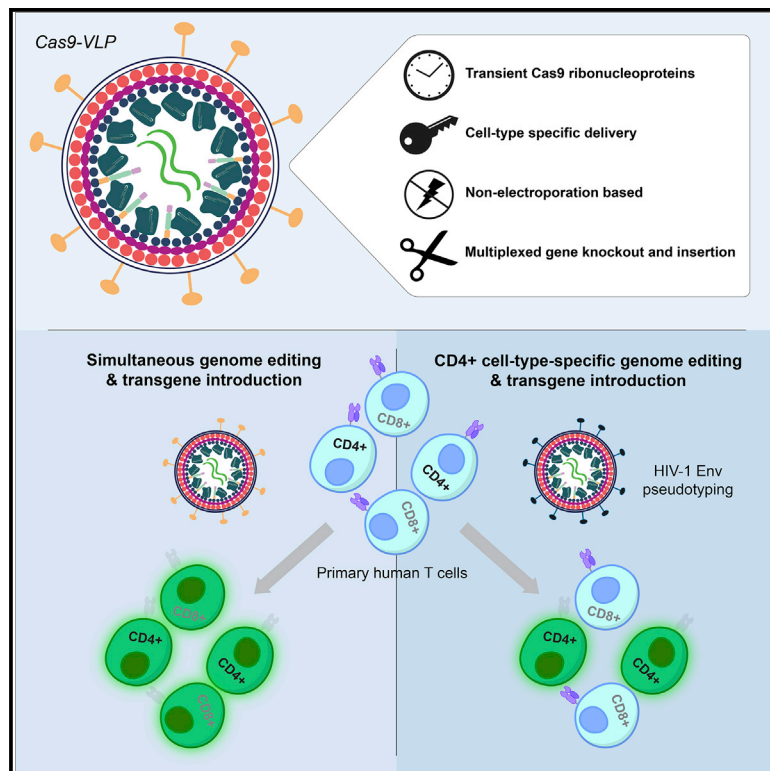 Cas9-VLP
Transient Cas9 ribonucleoproteins
Cell-type specific delivery
Non-electroporation based
Multiplexed gene knockout and insertion
Simultaneous genome editing
& transgene introduction
CD4+ cell-type-specific genome editing
& transgene introduction
CD8+
CD4+
CD4+
CD8+
HIV-1 Env
pseudotyping
Primary human T cells
CD8+
CD4+
CD4+
CD8+
CD8+
CD4+
CD4+
CD8+